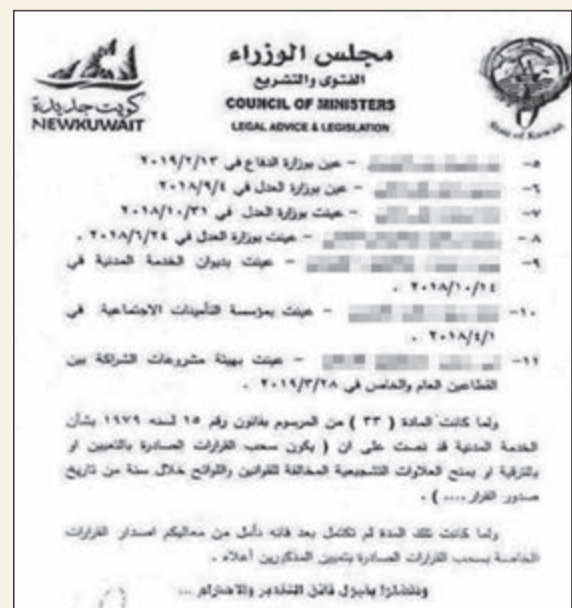 مجلس الوزراء
الفتوى والتشريع
COUNCIL OF MINISTERS
LEGAL ADVICE & LEGISLATION
كويت جديدة
NEWKUWAIT
State of Kuwait
٥- - عين بوزارة الدفاع في ٢٠١٩/٢/١٣
٦- - عين بوزارة العدل في ٢٠١٨/٩/٤
٧- - عينت بوزارة العدل في ٢٠١٨/١٠/٣١
٨- - عينت بوزارة العدل في ٢٠١٨/٦/٢٤ .
٩- - عينت بديوان الخدمة المدنية في
٢٠١٨/١٠/١٤ .
١٠- - عينت بمؤسسة التأمينات الاجتماعية في
٢٠١٨/٤/١ .
١١- - عينت بهيئة مشروعات الشراكة بين
القطاعين العام والخاص في ٢٠١٩/٣/٢٨ .
ولما كانت المادة ( ٣٣ ) من المرسوم بقانون رقم ١٥ لسنه ١٩٧٩ بشأن
الخدمة المدنية قد نصت على ان ( يكون سحب القرارات الصادرة بالتعيين او
بالترقية او بمنح العلاوات التشجيعية المخالفة للقوانين واللوائح خلال سنة من تاريخ
صدور القرار .... ) .
ولما كانت تلك المدة لم تكتمل بعد فانه نأمل من معاليكم اصدار القرارات
الخاصة بسحب القرارات الصادرة بتعيين المذكورين أعلاه .
وتفضلوا بقبول فائق التقدير والاحترام ...